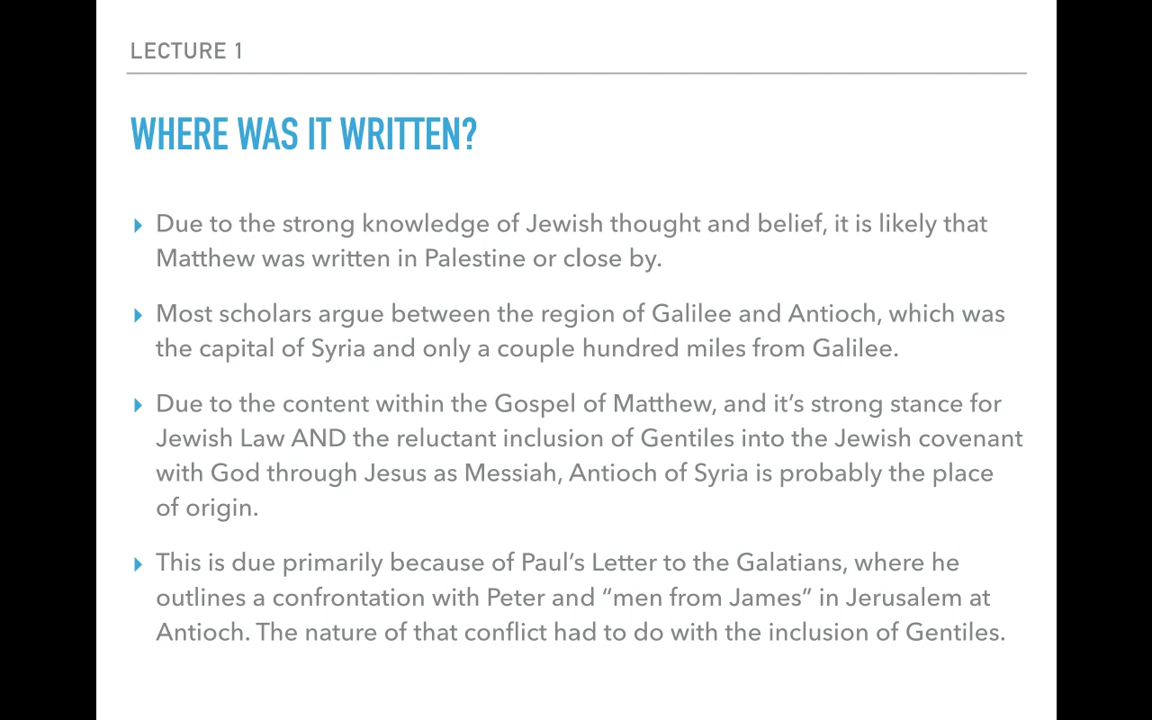 LECTURE 1
WHERE WAS IT WRITTEN?
Due to the strong knowledge of Jewish thought and belief, it is likely that
Matthew was written in Palestine or close by.
Most scholars argue between the region of Galilee and Antioch, which was
the capital of Syria and only a couple hundred miles from Galilee.
Due to the content within the Gospel of Matthew, and it’s strong stance for
Jewish Law AND the reluctant inclusion of Gentiles into the Jewish covenant
with God through Jesus as Messiah, Antioch of Syria is probably the place
of origin.
This is due primarily because of Paul’s Letter to the Galatians, where he
outlines a confrontation with Peter and “men from James” in Jerusalem at
Antioch. The nature of that conflict had to do with the inclusion of Gentiles.